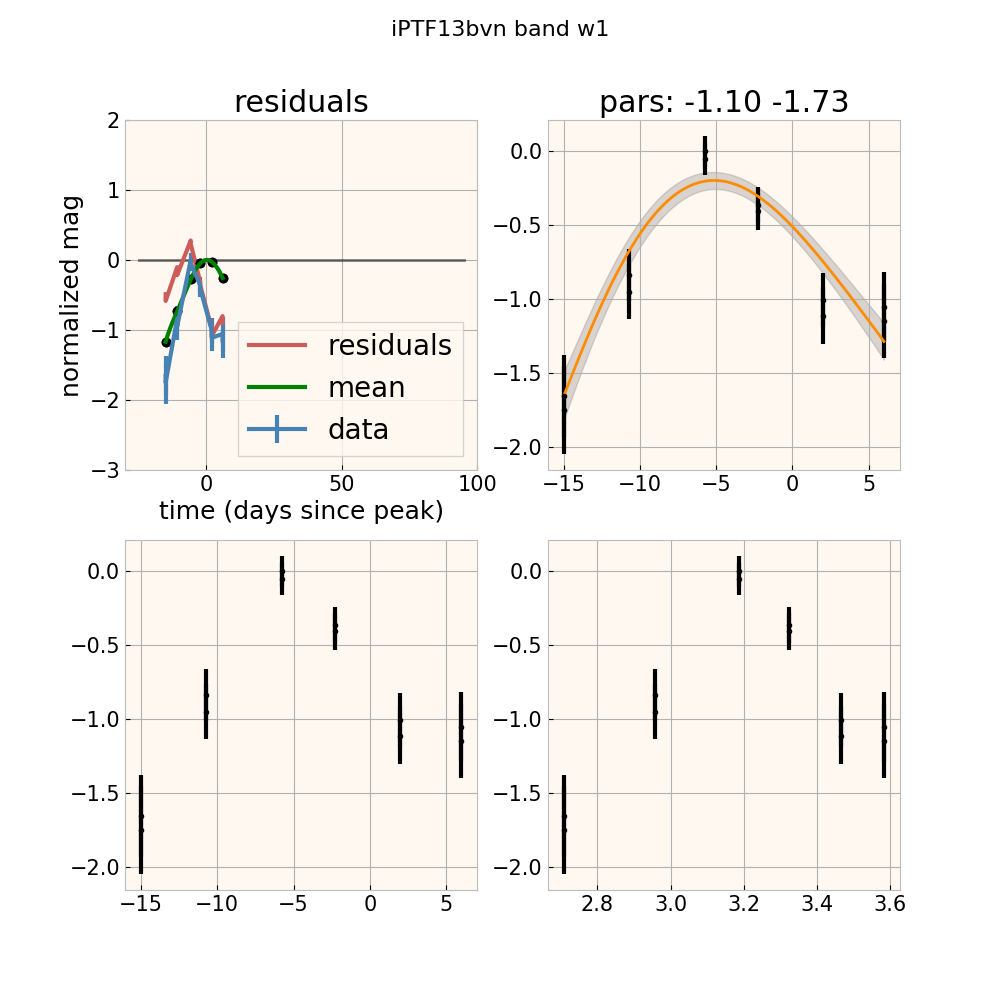 iPTF13bvn band w1
residuals
pars: -1.10 -1.73
normalized mag
2
1
0
−1
−2
−3
residuals
mean
data
0 50 100
time (days since peak)
0.0
−0.5
−1.0
−1.5
−2.0
−15 −10 −5 0 5
0.0
−0.5
−1.0
−1.5
−2.0
−15 −10 −5 0 5
0.0
−0.5
−1.0
−1.5
−2.0
2.8 3.0 3.2 3.4 3.6